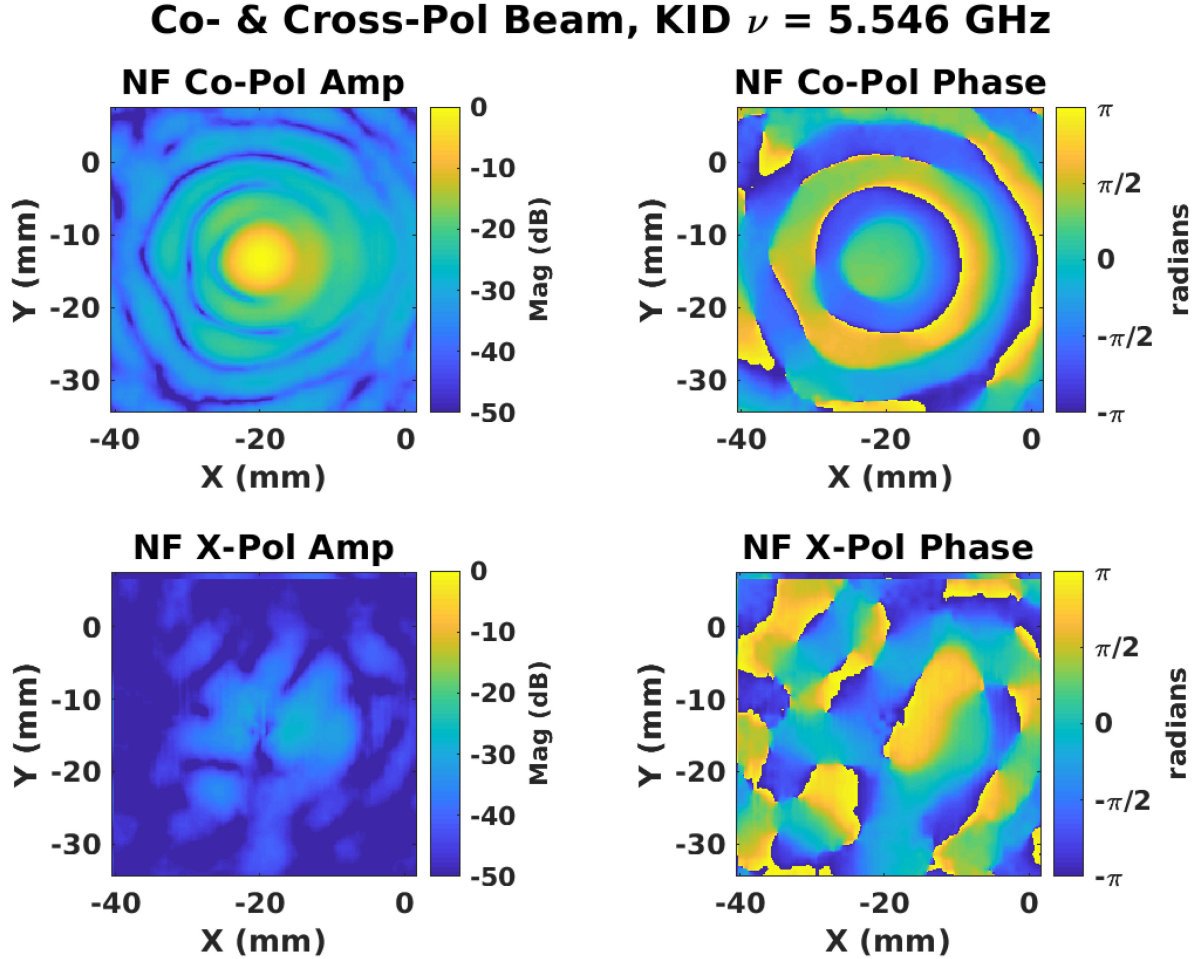 Co- & Cross-Pol Beam, KID ν = 5.546 GHz
NF Co-Pol Amp
0
-10
-20
-30
-40
-50
Mag (dB)
0
-10
-20
-30
Y (mm)
-40
-20
0
X (mm)
NF Co-Pol Phase
π
π/2
0
-π/2
-π
radians
0
-10
-20
-30
Y (mm)
-40
-20
0
X (mm)
NF X-Pol Amp
0
-10
-20
-30
-40
-50
Mag (dB)
0
-10
-20
-30
Y (mm)
-40
-20
0
X (mm)
NF X-Pol Phase
π
π/2
0
-π/2
-π
radians
0
-10
-20
-30
Y (mm)
-40
-20
0
X (mm)